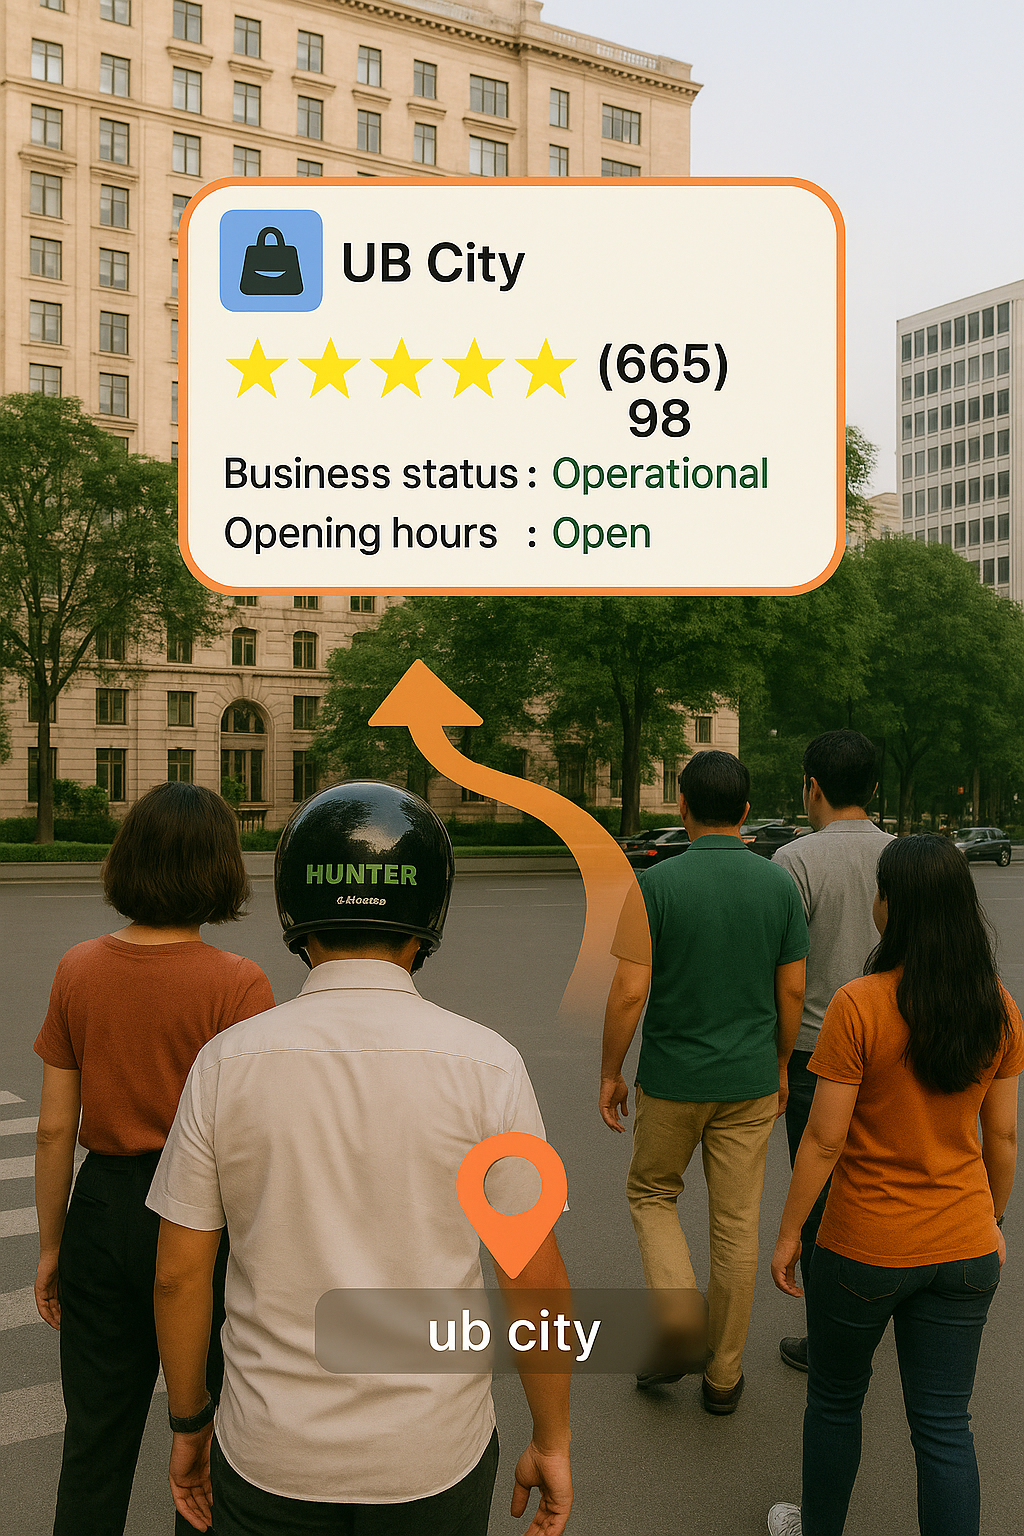 UB City
(665)
98
Business status : Operational
Opening hours : Open
HUNTER
ub city